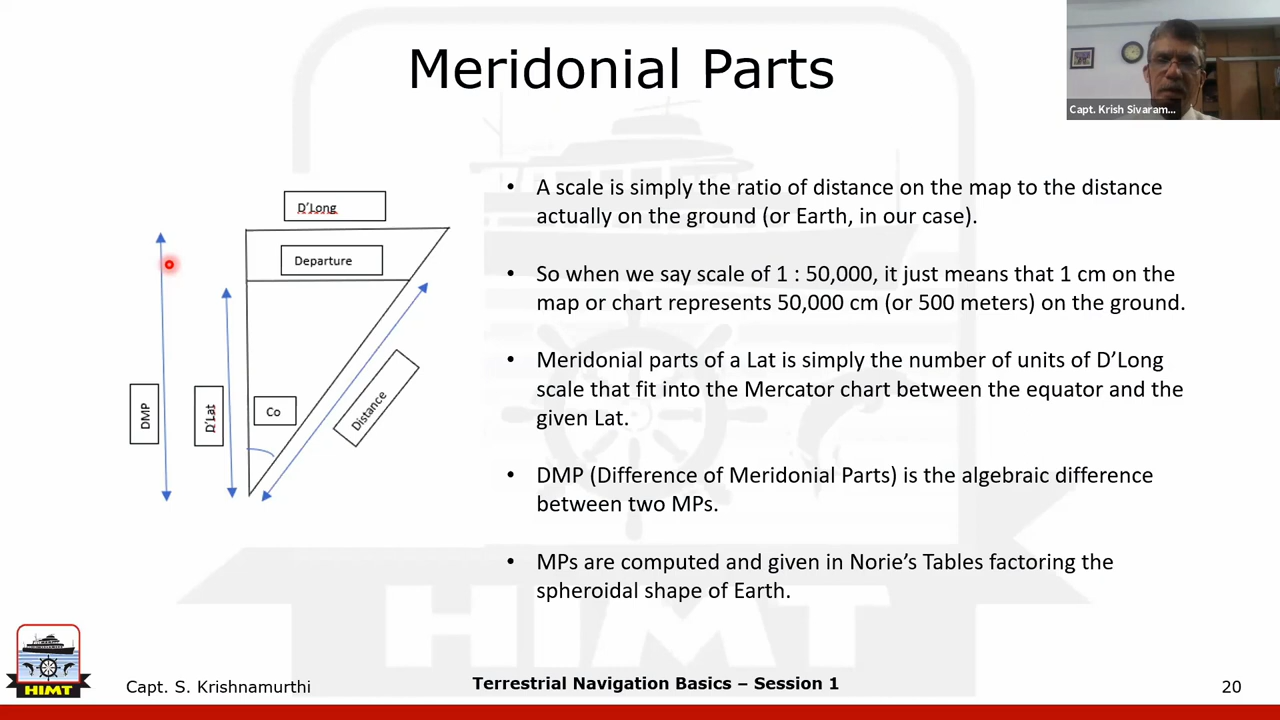 Meridonial Parts
Capt. Krish Sivaram...
D'Long
Departure
DMP
D'Lat
Co
Distance
• A scale is simply the ratio of distance on the map to the distance
actually on the ground (or Earth, in our case).
• So when we say scale of 1 : 50,000, it just means that 1 cm on the
map or chart represents 50,000 cm (or 500 meters) on the ground.
• Meridonial parts of a Lat is simply the number of units of D’Long
scale that fit into the Mercator chart between the equator and the
given Lat.
• DMP (Difference of Meridonial Parts) is the algebraic difference
between two MPs.
• MPs are computed and given in Norie’s Tables factoring the
spheroidal shape of Earth.
HIMT
HIMT
Capt. S. Krishnamurthi
Terrestrial Navigation Basics – Session 1
20